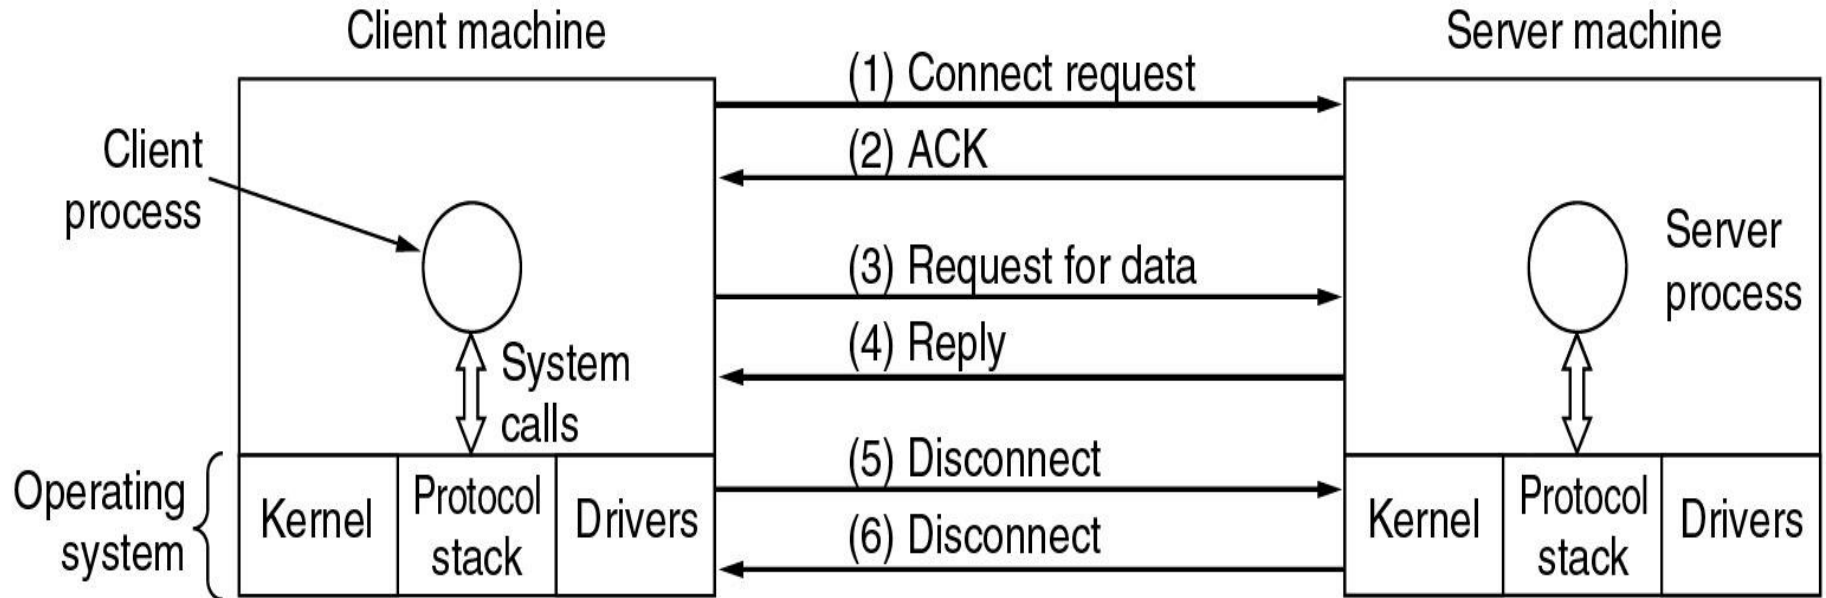 Client machine
Server machine
(1) Connect request
(2) ACK
Client
process
Server
process
(3) Request for data
(4) Reply
System
calls
(5) Disconnect
(6) Disconnect
Operating
system
Kernel
Protocol
stack
Drivers
Kernel
Protocol
stack
Drivers